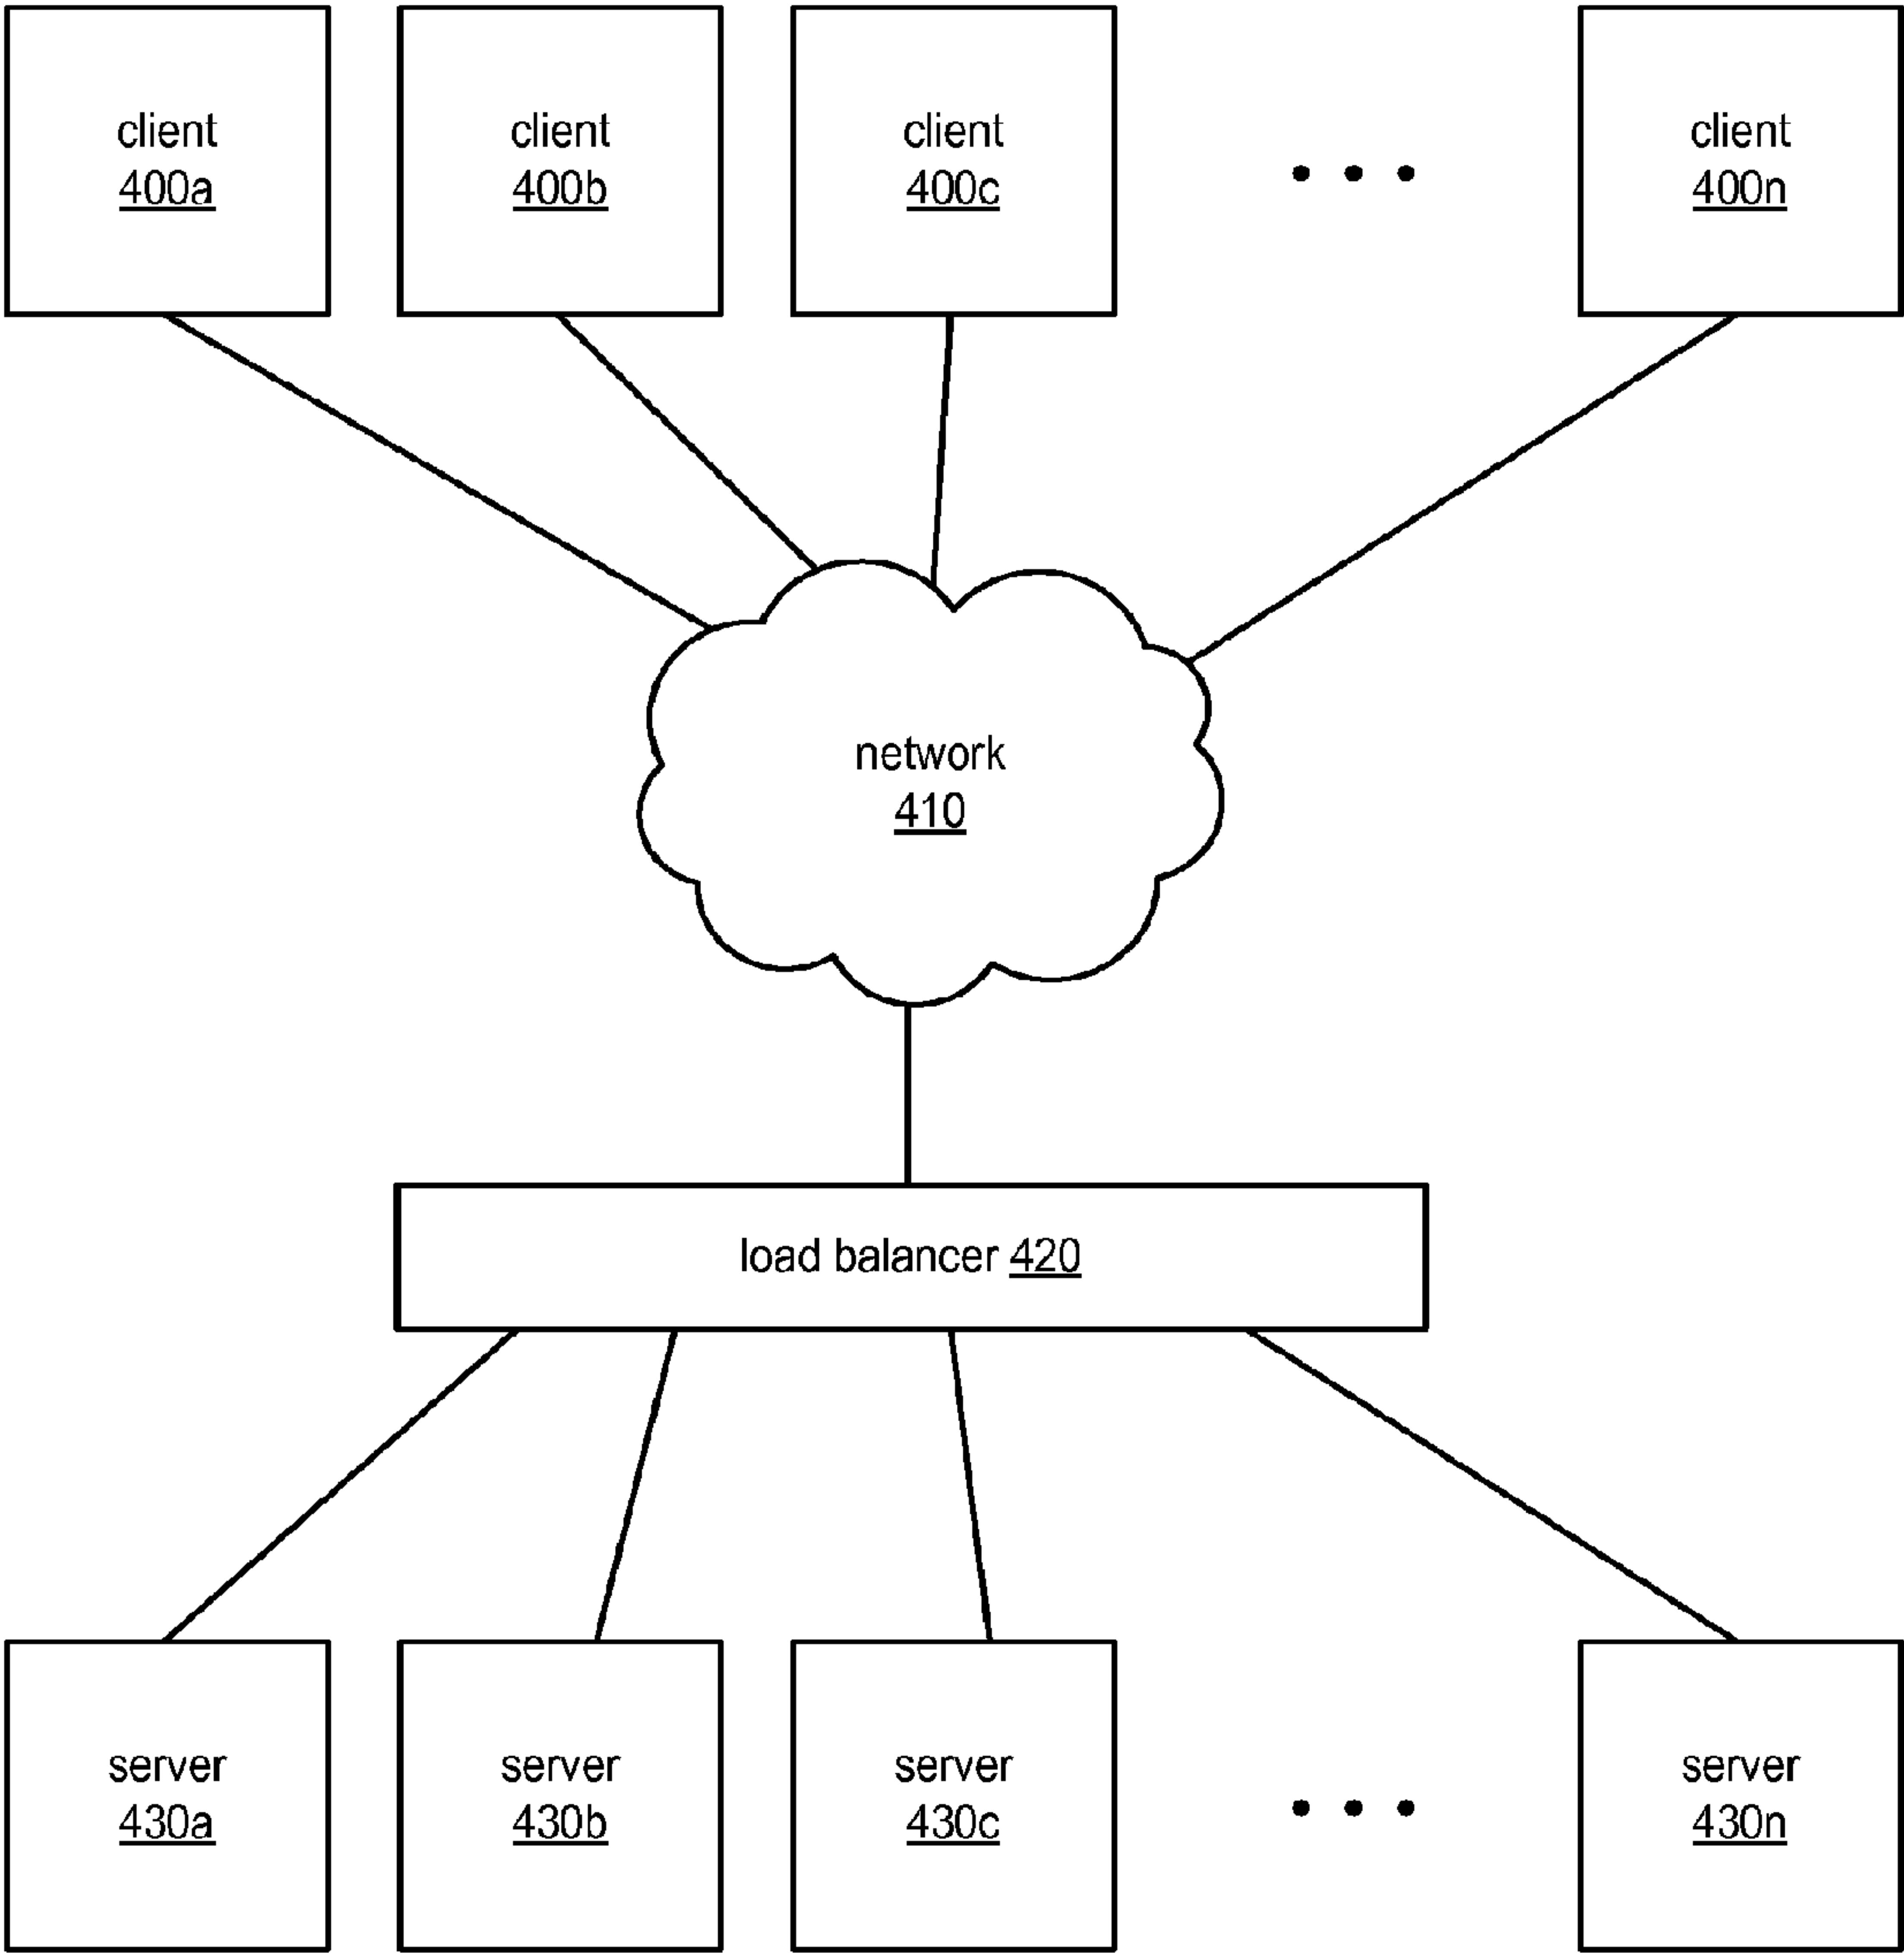 client
400a
client
400b
client
400c
. . .
client
400n
network
410
load balancer 420
server
430a
server
430b
server
430c
. . .
server
430n